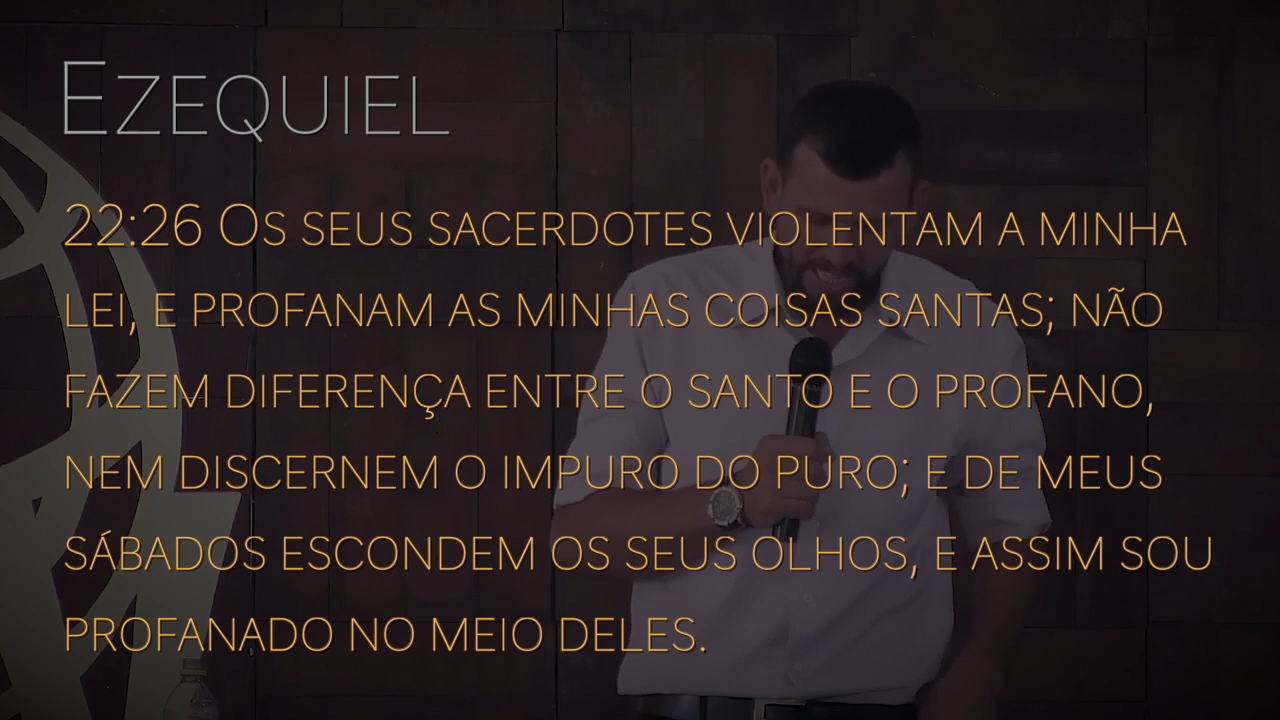 Ezequiel
22:26 Os seus sacerdotes violentam a minha
lei, e profanam as minhas coisas santas; não
fazem diferença entre o santo e o profano,
nem discernem o impuro do puro; e de meus
sábados escondem os seus olhos, e assim sou
profanado no meio deles.